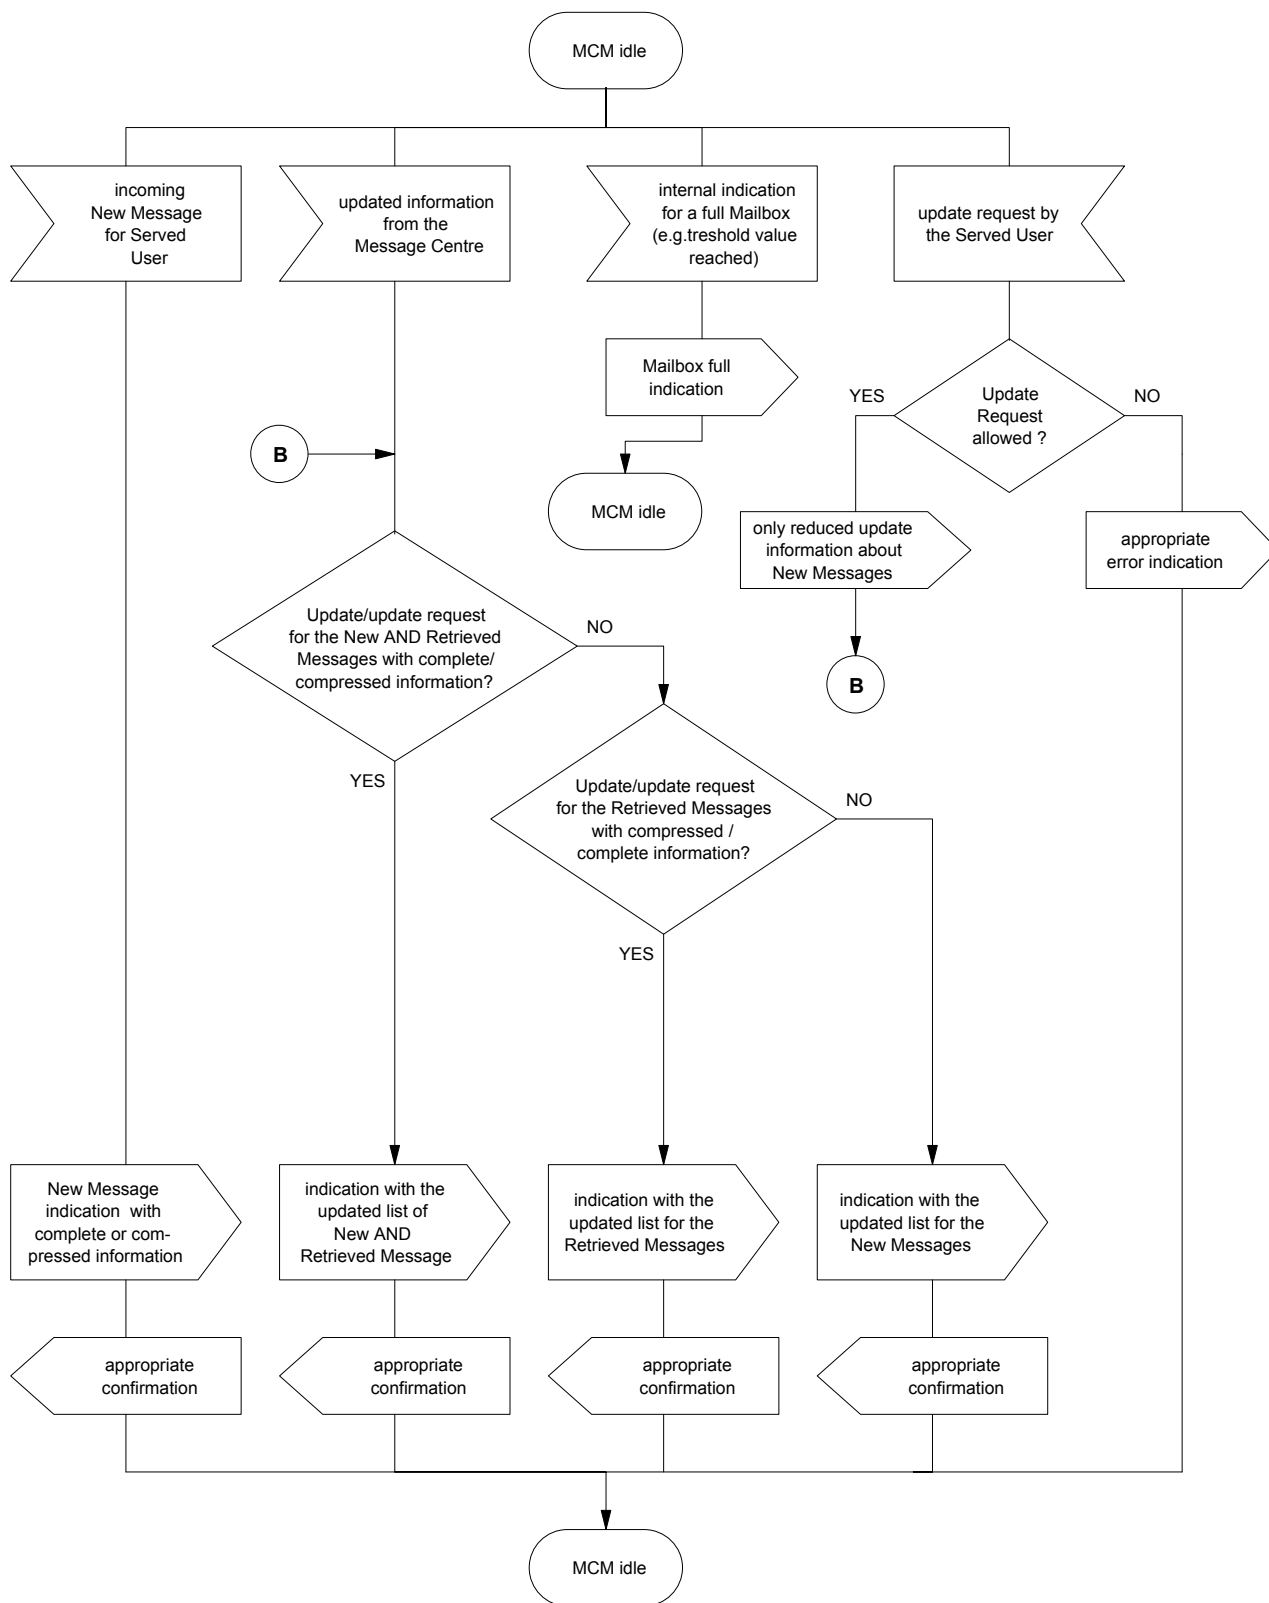 MCM idle
incoming
New Message
for Served
User
updated information
from the
Message Centre
internal indication
for a full Mailbox
(e.g.treshold value
reached)
update request by
the Served User
Mailbox full
indication
MCM idle
YES
Update
Request
allowed ?
NO
B
only reduced update
information about
New Messages
appropriate
error indication
B
Update/update request
for the New AND Retrieved
Messages with complete/
compressed information?
NO
YES
Update/update request
for the Retrieved Messages
with compressed /
complete information?
NO
YES
New Message
indication with
complete or com-
pressed information
indication with the
updated list of
New AND
Retrieved Message
indication with the
updated list for the
Retrieved Messages
indication with the
updated list for the
New Messages
appropriate
confirmation
appropriate
confirmation
appropriate
confirmation
appropriate
confirmation
MCM idle